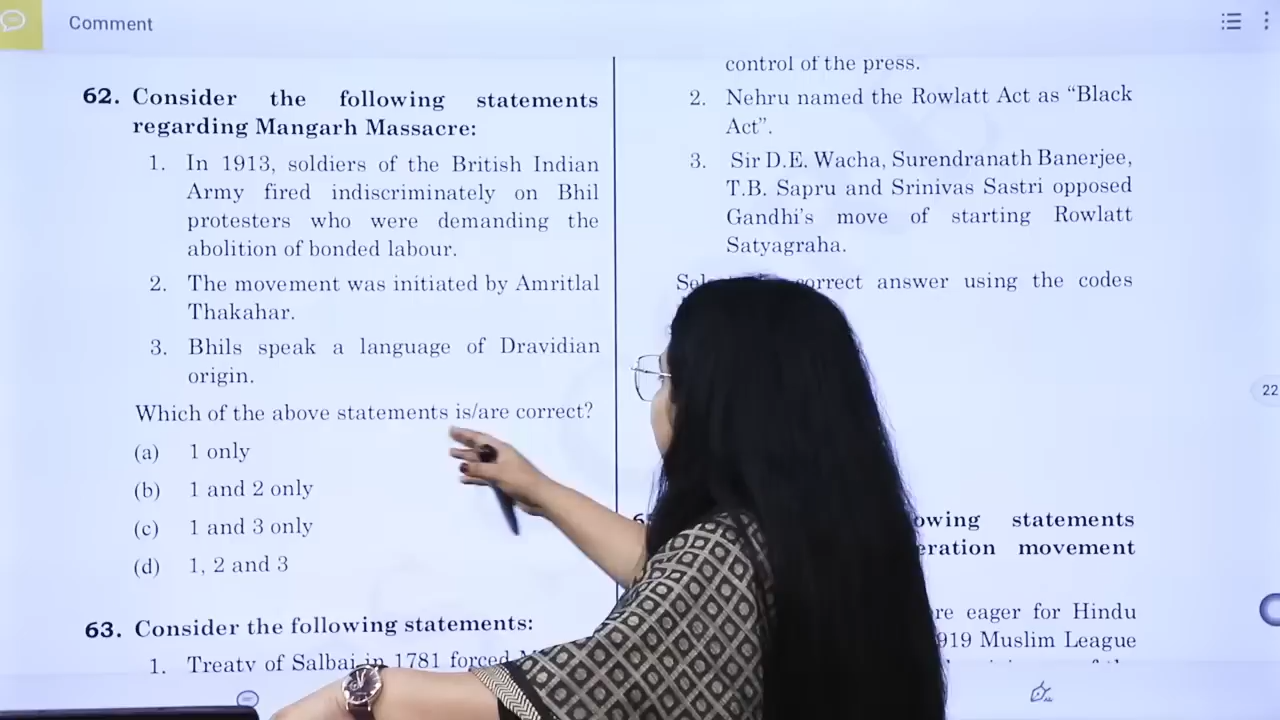 Comment
62. Consider the following statements
regarding Mangarh Massacre:
1. In 1913, soldiers of the British Indian
Army fired indiscriminately on Bhil
protesters who were demanding the
abolition of bonded labour.
2. The movement was initiated by Amritlal
Thakahar.
3. Bhils speak a language of Dravidian
origin.
Which of the above statements is/are correct?
(a) 1 only
(b) 1 and 2 only
(c) 1 and 3 only
(d) 1, 2 and 3
63. Consider the following statements:
1. Treaty of Salbai in 1781 forced
control of the press.
2. Nehru named the Rowlatt Act as “Black
Act”.
3. Sir D.E. Wacha, Surendranath Banerjee,
T.B. Sapru and Srinivas Sastri opposed
Gandhi's move of starting Rowlatt
Satyagraha.
correct answer using the codes
statements
movement
eager for Hindu
Muslim League
22